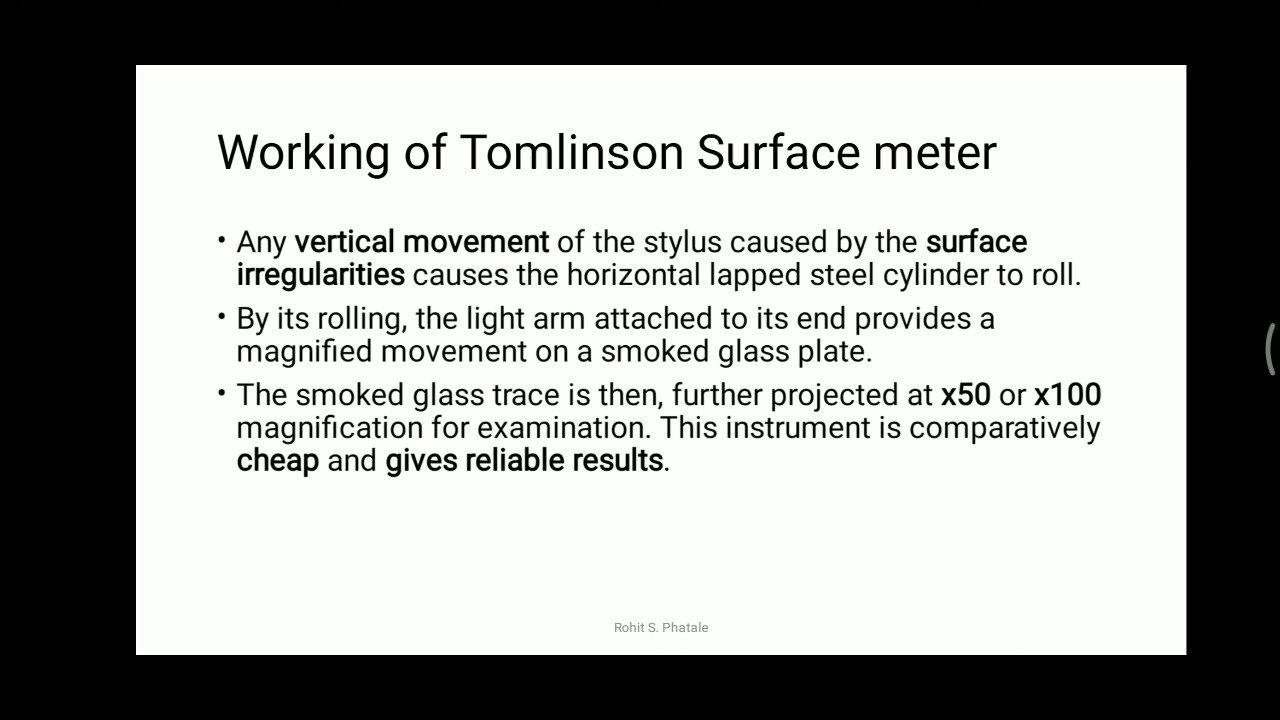 Working of Tomlinson Surface meter
• Any vertical movement of the stylus caused by the surface
irregularities causes the horizontal lapped steel cylinder to roll.
• By its rolling, the light arm attached to its end provides a
magnified movement on a smoked glass plate.
• The smoked glass trace is then, further projected at x50 or x100
magnification for examination. This instrument is comparatively
cheap and gives reliable results.
Rohit S. Phatale